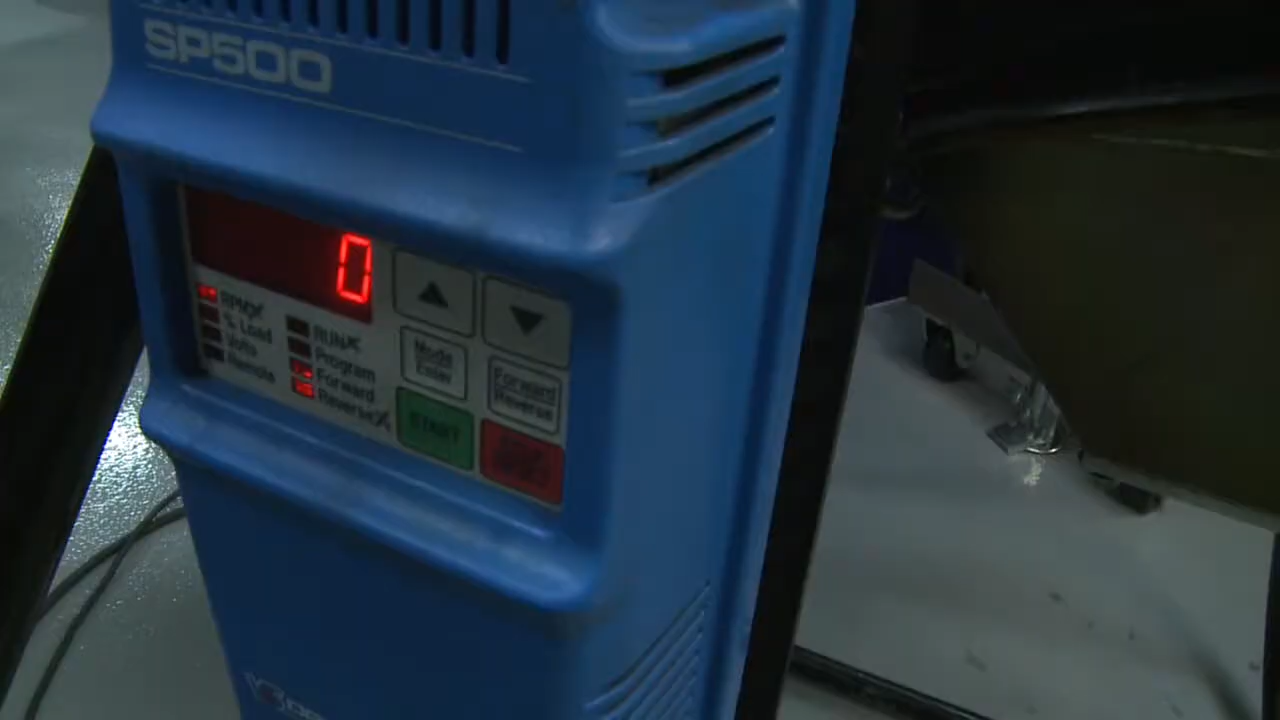 SP500
0
RPM
% Load
Volts
Remote
RUN
Program
Forward
Reverse
Mode
Enter
Forward
Reverse
START